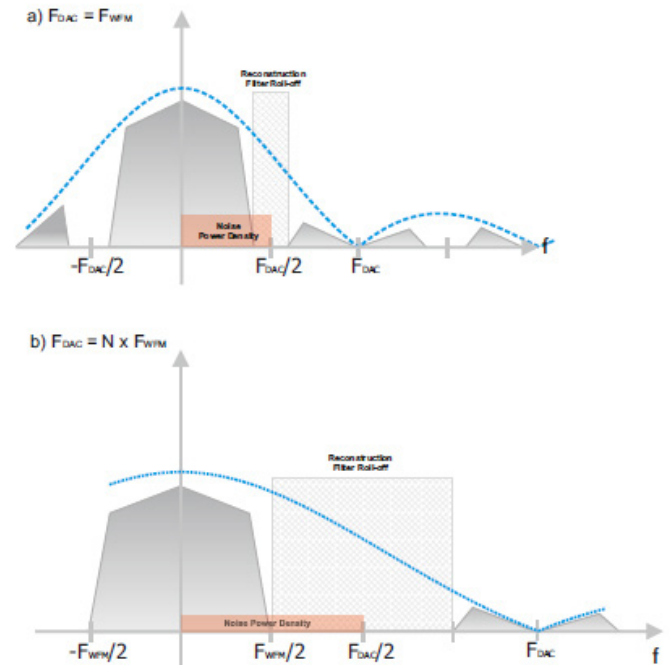 a) FDAC = FWFM
Reconstruction
Filter Roll-off
Noise
Power Density
-FDAC/2
FDAC/2
FDAC
f
b) FDAC = N x FWFM
Reconstruction
Filter Roll-off
Noise Power Density
-FWFM/2
FWFM/2
FDAC/2
FDAC
f